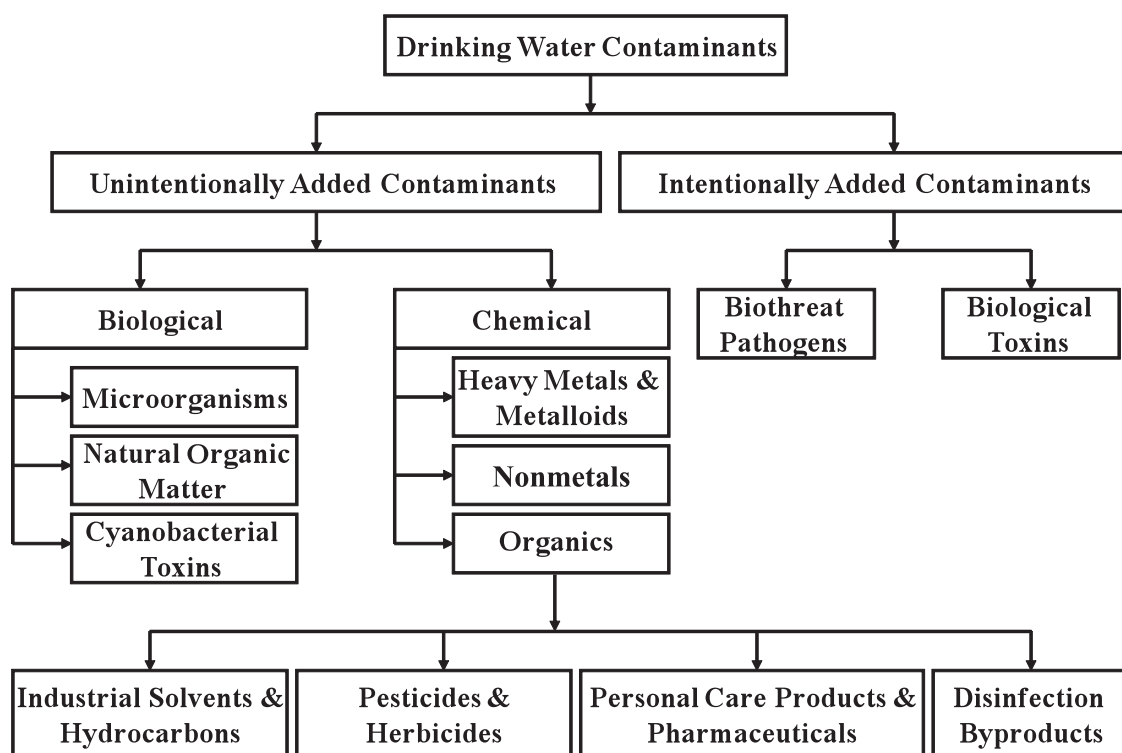 Drinking Water Contaminants
Unintentionally Added Contaminants
Intentionally Added Contaminants
Biological
Chemical
Biothreat
Pathogens
Biological
Toxins
Microorganisms
Natural Organic
Matter
Cyanobacterial
Toxins
Heavy Metals &
Metalloids
Nonmetals
Organics
Industrial Solvents &
Hydrocarbons
Pesticides &
Herbicides
Personal Care Products &
Pharmaceuticals
Disinfection
Byproducts